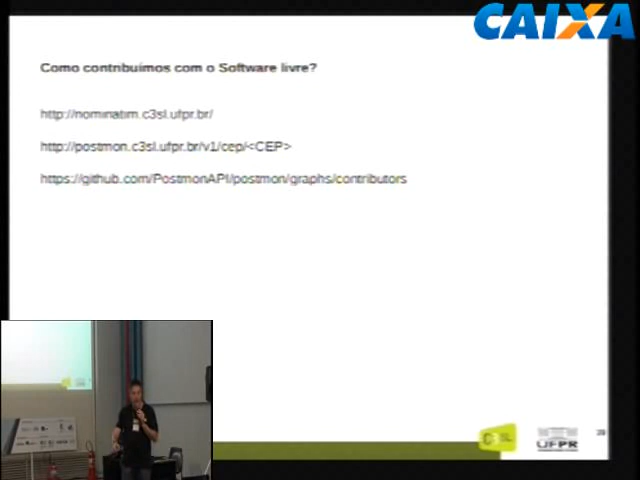 CAIXA
Como contribuímos com o Software livre?
http://nominatim.c3sl.ufpr.br/
http://postmon.c3sl.ufpr.br/v1/cep/<CEP>
https://github.com/PostmonAPI/postmon/graphs/contributors
C3SL
UFPR